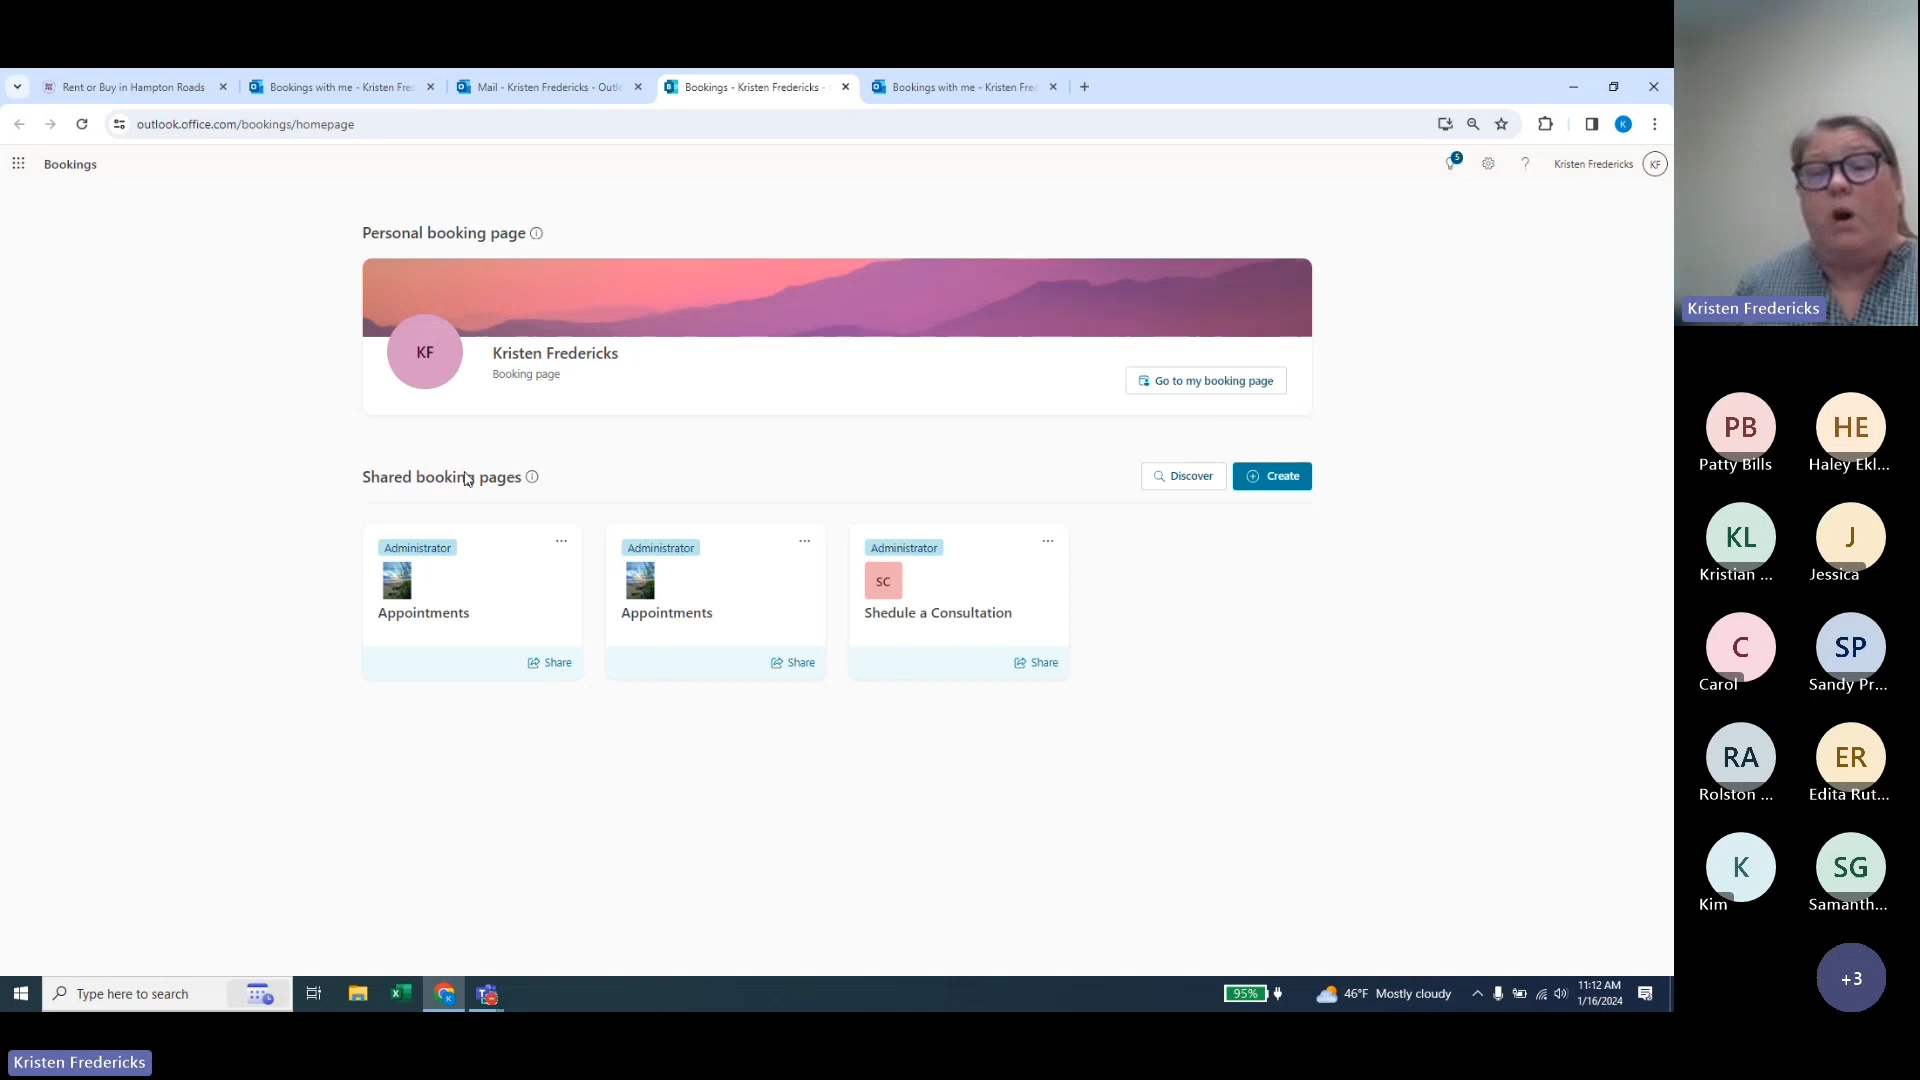 Rent or Buy in Hampton Roads
Bookings with me - Kristen Fre
Mail - Kristen Fredericks - Outlo
Bookings - Kristen Fredericks -
Bookings with me - Kristen Fred
outlook.office.com/bookings/homepage
K
Bookings
5
Kristen Fredericks
KF
Personal booking page
KF
Kristen Fredericks
Booking page
Go to my booking page
Shared booking pages
Discover
Create
Administrator
Appointments
Share
Administrator
Appointments
Share
Administrator
SC
Shedule a Consultation
Share
Type here to search
95%
46°F Mostly cloudy
11:12 AM
1/16/2024
Kristen Fredericks
Kristen Fredericks
PB
Patty Bills
HE
Haley Ekl...
KL
Kristian ...
J
Jessica
C
Carol
SP
Sandy Pr...
RA
Rolston ...
ER
Edita Rut...
K
Kim
SG
Samanth...
+3